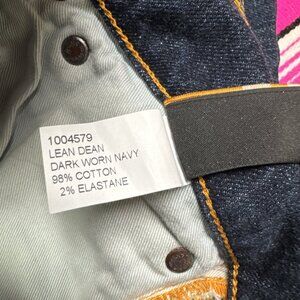 1004579
LEAN DEAN
DARK WORN NAVY
98% COTTON
2% ELASTANE